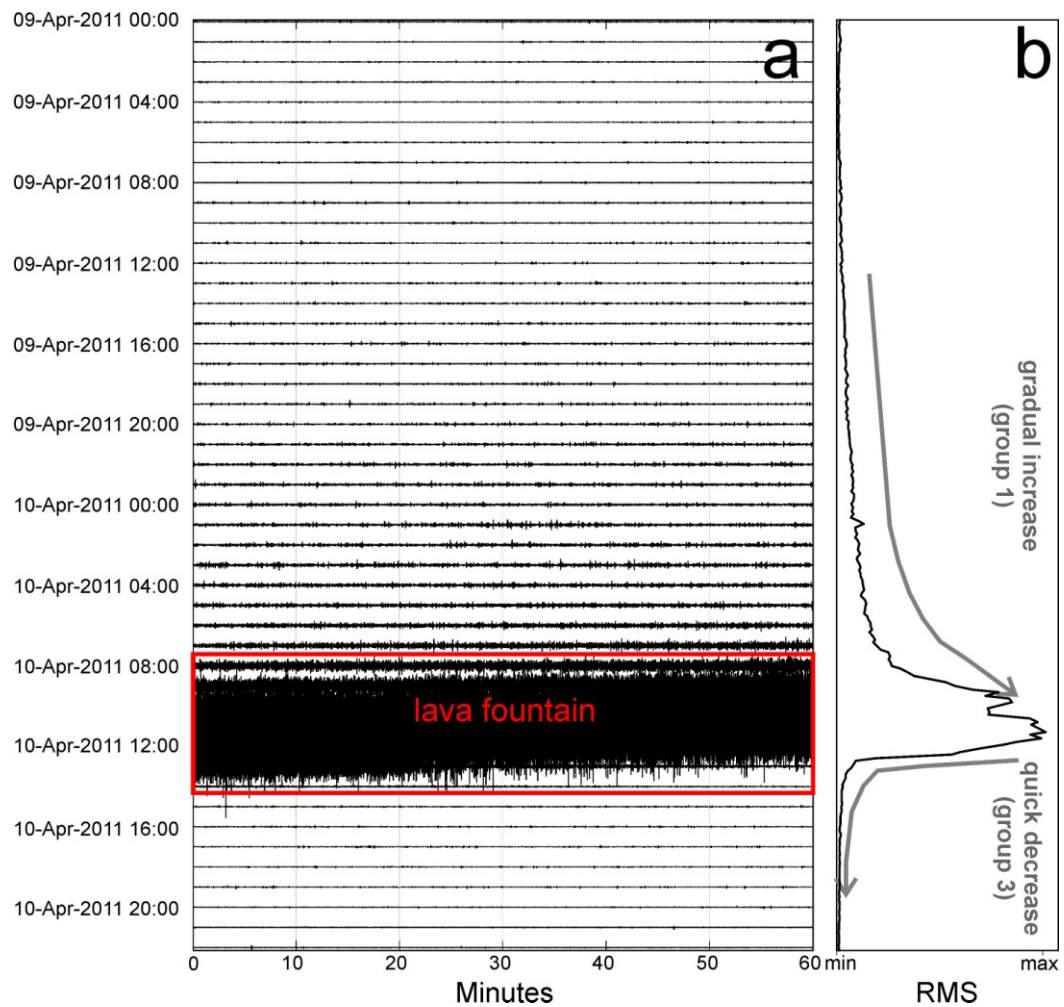 09-Apr-2011 00:00
09-Apr-2011 04:00
09-Apr-2011 08:00
09-Apr-2011 12:00
09-Apr-2011 16:00
09-Apr-2011 20:00
10-Apr-2011 00:00
10-Apr-2011 04:00
10-Apr-2011 08:00
10-Apr-2011 12:00
10-Apr-2011 16:00
10-Apr-2011 20:00
a
lava fountain
0 10 20 30 40 50 60
Minutes
b
gradual increase
(group 1)
quick decrease
(group 3)
min max
RMS